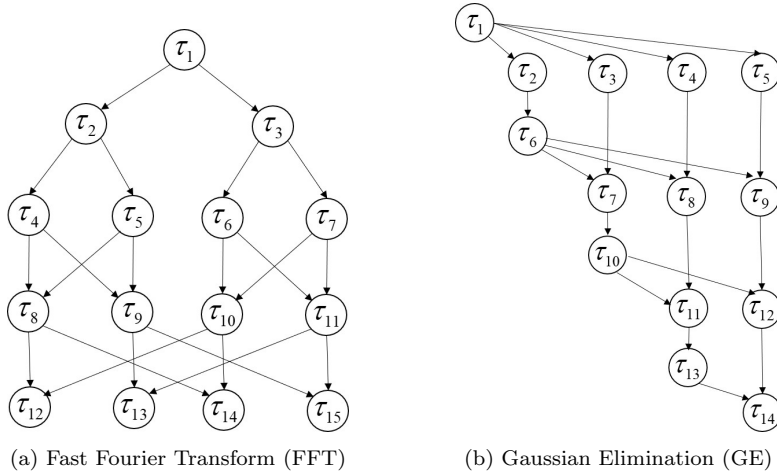 τ₁
τ₂ τ₃
τ₄ τ₅ τ₆ τ₇
τ₈ τ₉ τ₁₀ τ₁₁
τ₁₂ τ₁₃ τ₁₄ τ₁₅
(a) Fast Fourier Transform (FFT)
τ₁
τ₂ τ₃ τ₄ τ₅
τ₆
τ₇ τ₈ τ₉
τ₁₀
τ₁₁ τ₁₂
τ₁₃
τ₁₄
(b) Gaussian Elimination (GE)